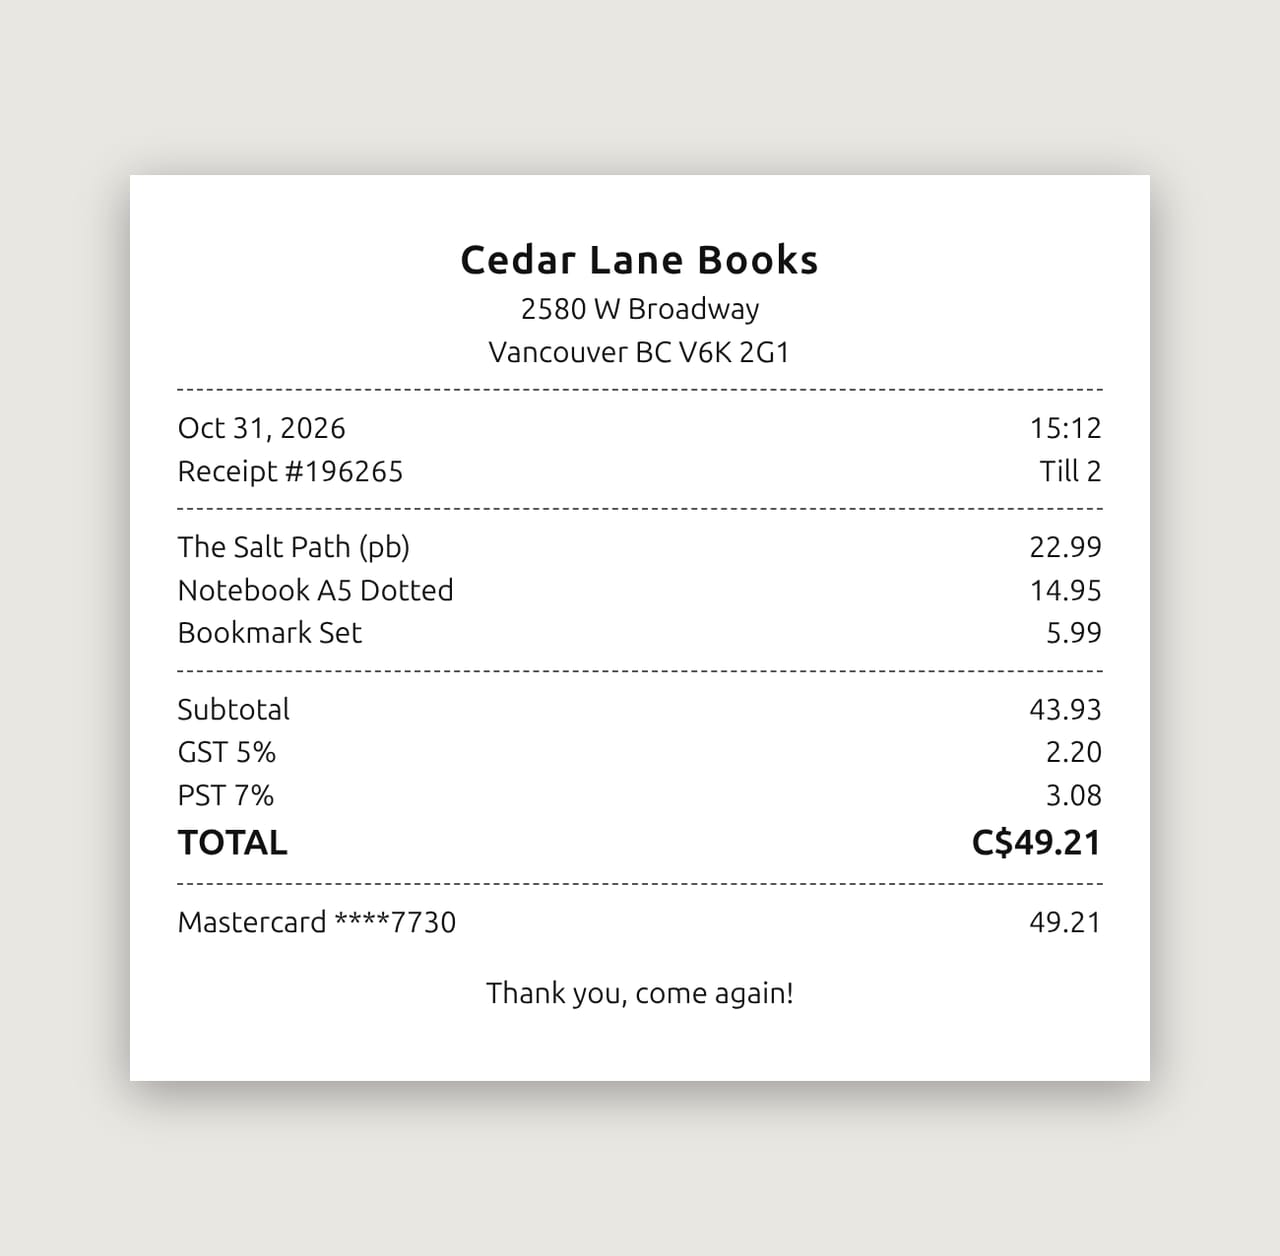 Cedar Lane Books
2580 W Broadway
Vancouver BC V6K 2G1
Oct 31, 2026 15:12
Receipt #196265 Till 2
The Salt Path (pb) 22.99
Notebook A5 Dotted 14.95
Bookmark Set 5.99
Subtotal 43.93
GST 5% 2.20
PST 7% 3.08
TOTAL C$49.21
Mastercard ****7730 49.21
Thank you, come again!